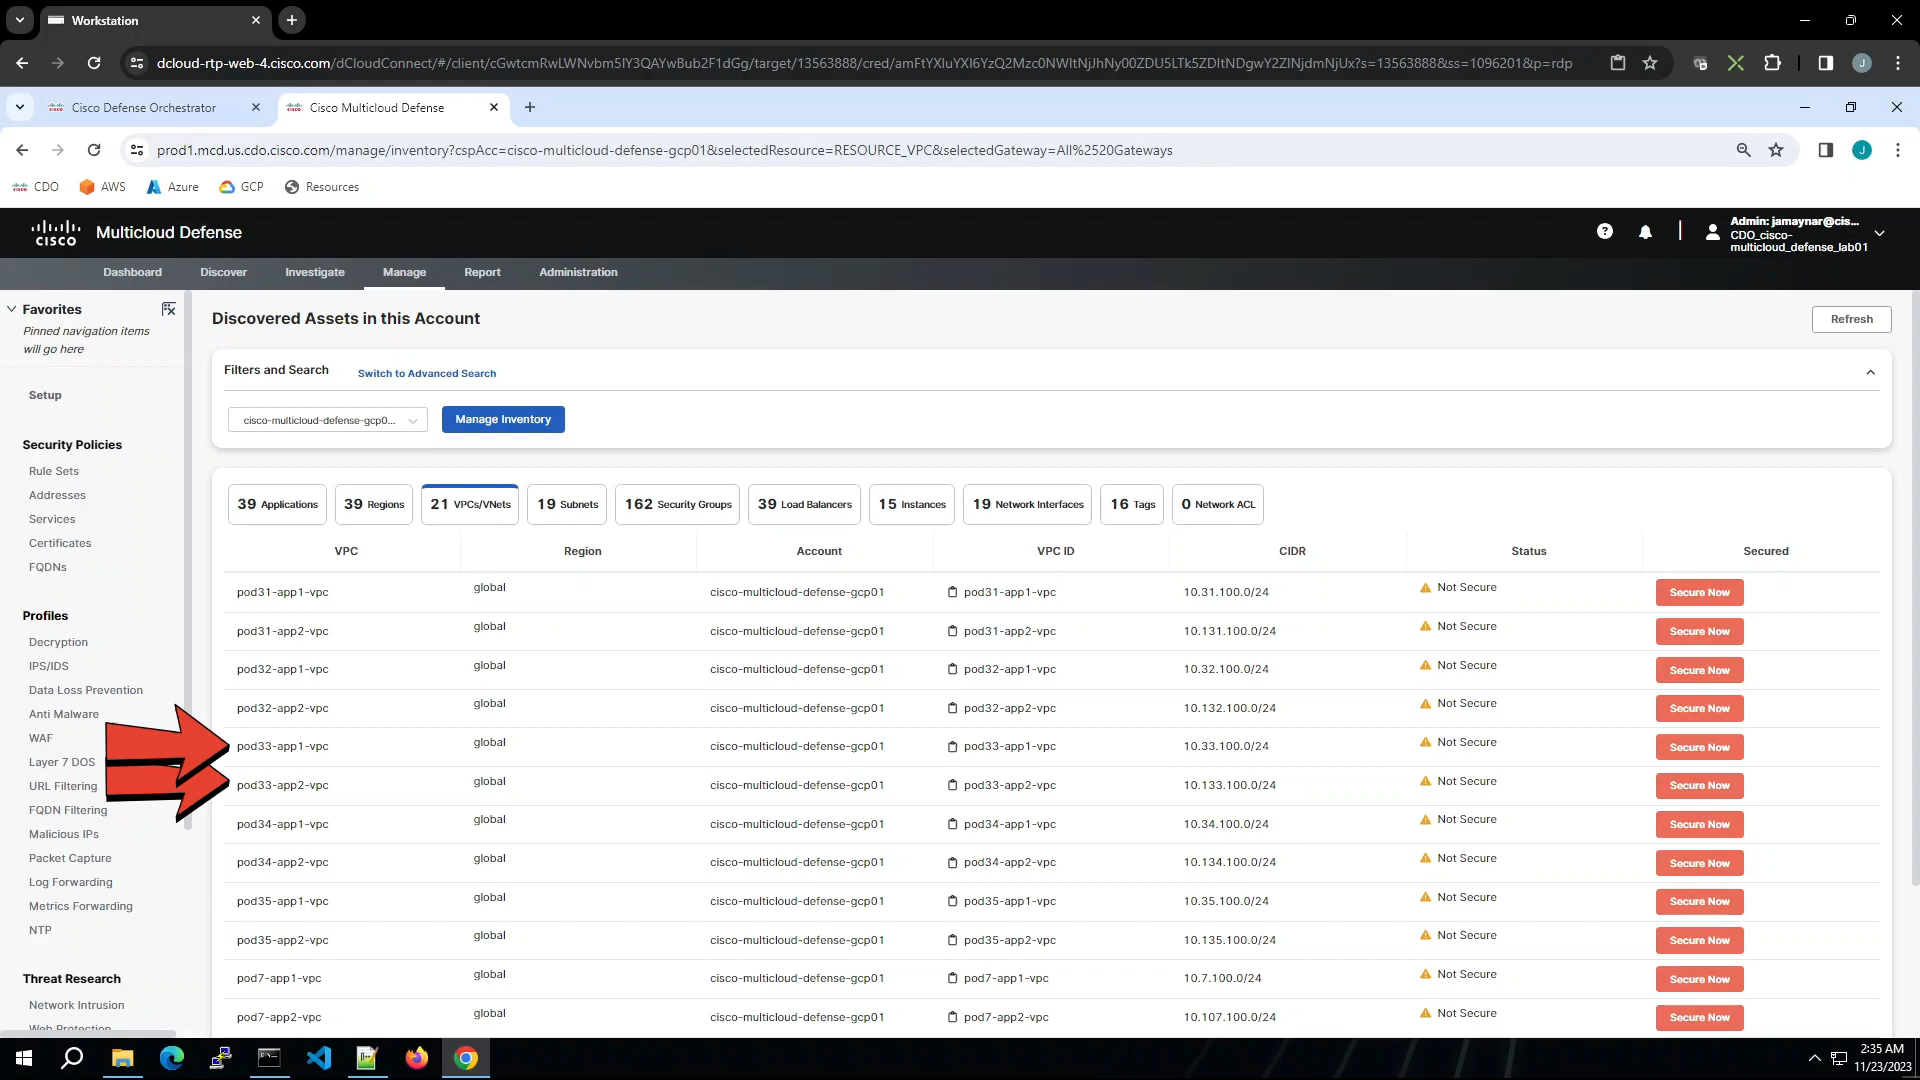 Workstation
dcloud-rtp-web-4.cisco.com/dCloudConnect/#/client/
Cisco Defense Orchestrator
Cisco Multicloud Defense
prod1.mcd.us.cdo.cisco.com/manage/inventory?cspAcc=cisco-multicloud-defense-gcp01&selectedResource=RESOURCE_VPC&selectedGateway=All%2520Gateways
CDO AWS Azure GCP Resources
CISCO Multicloud Defense
Admin: jamaynar@cis...
CDO_cisco-
multicloud_defense_lab01
Dashboard Discover Investigate Manage Report Administration
Favorites
Pinned navigation items
will go here
Setup
Security Policies
Rule Sets
Addresses
Services
Certificates
FQDNs
Profiles
Decryption
IPS/IDS
Data Loss Prevention
Anti Malware
WAF
Layer 7 DOS
URL Filtering
FQDN Filtering
Malicious IPs
Packet Capture
Log Forwarding
Metrics Forwarding
NTP
Threat Research
Network Intrusion
Web Protection
Discovered Assets in this Account
Refresh
Filters and Search Switch to Advanced Search
cisco-multicloud-defense-gcp0... Manage Inventory
39 Applications 39 Regions 21 VPCs/VNets 19 Subnets 162 Security Groups 39 Load Balancers 15 Instances 19 Network Interfaces 16 Tags 0 Network ACL
VPC Region Account VPC ID CIDR Status Secured
pod31-app1-vpc global cisco-multicloud-defense-gcp01 pod31-app1-vpc 10.31.100.0/24 Not Secure Secure Now
pod31-app2-vpc global cisco-multicloud-defense-gcp01 pod31-app2-vpc 10.131.100.0/24 Not Secure Secure Now
pod32-app1-vpc global cisco-multicloud-defense-gcp01 pod32-app1-vpc 10.32.100.0/24 Not Secure Secure Now
pod32-app2-vpc global cisco-multicloud-defense-gcp01 pod32-app2-vpc 10.132.100.0/24 Not Secure Secure Now
pod33-app1-vpc global cisco-multicloud-defense-gcp01 pod33-app1-vpc 10.33.100.0/24 Not Secure Secure Now
pod33-app2-vpc global cisco-multicloud-defense-gcp01 pod33-app2-vpc 10.133.100.0/24 Not Secure Secure Now
pod34-app1-vpc global cisco-multicloud-defense-gcp01 pod34-app1-vpc 10.34.100.0/24 Not Secure Secure Now
pod34-app2-vpc global cisco-multicloud-defense-gcp01 pod34-app2-vpc 10.134.100.0/24 Not Secure Secure Now
pod35-app1-vpc global cisco-multicloud-defense-gcp01 pod35-app1-vpc 10.35.100.0/24 Not Secure Secure Now
pod35-app2-vpc global cisco-multicloud-defense-gcp01 pod35-app2-vpc 10.135.100.0/24 Not Secure Secure Now
pod7-app1-vpc global cisco-multicloud-defense-gcp01 pod7-app1-vpc 10.7.100.0/24 Not Secure Secure Now
pod7-app2-vpc global cisco-multicloud-defense-gcp01 pod7-app2-vpc 10.107.100.0/24 Not Secure Secure Now
2:35 AM
11/23/2023